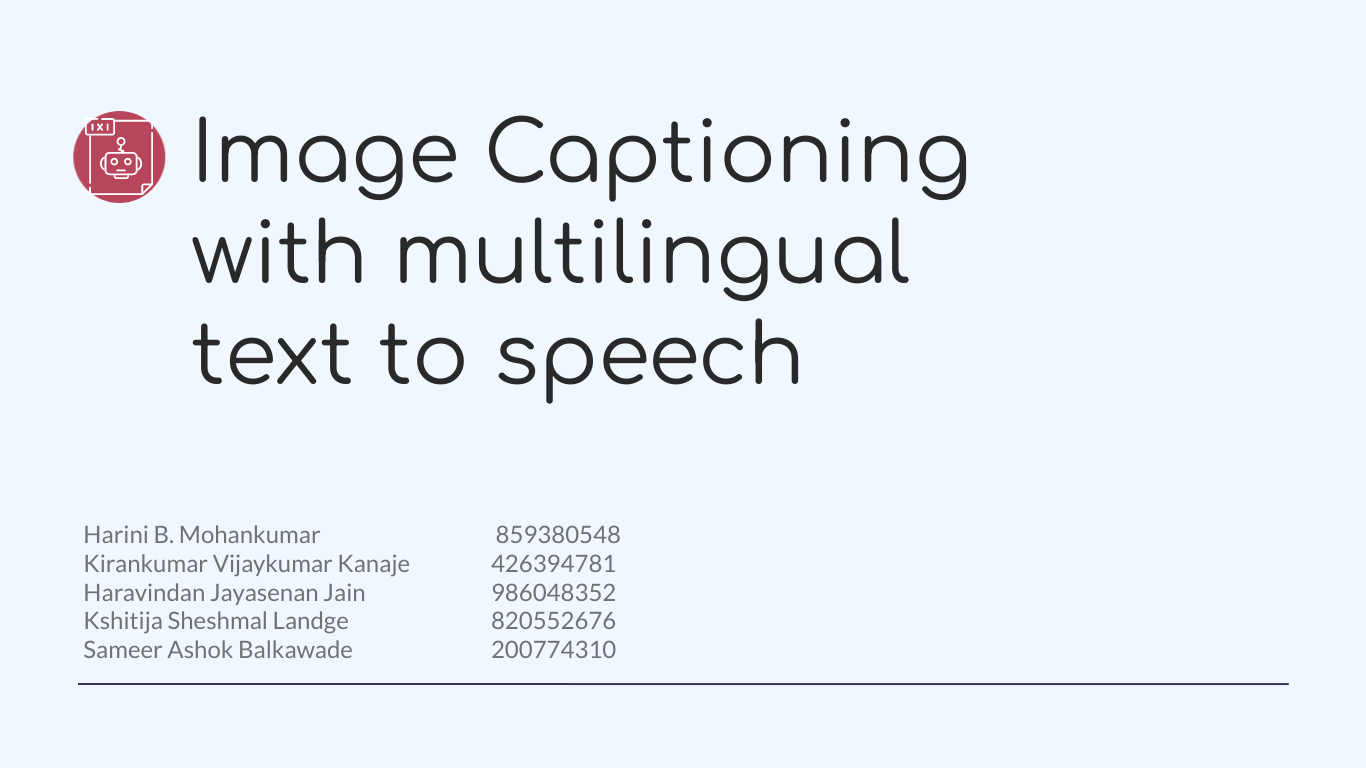 Image Captioning
with multilingual
text to speech
Harini B. Mohankumar 859380548
Kirankumar Vijaykumar Kanaje 426394781
Haravindan Jayasenan Jain 986048352
Kshitija Sheshmal Landge 820552676
Sameer Ashok Balkawade 200774310